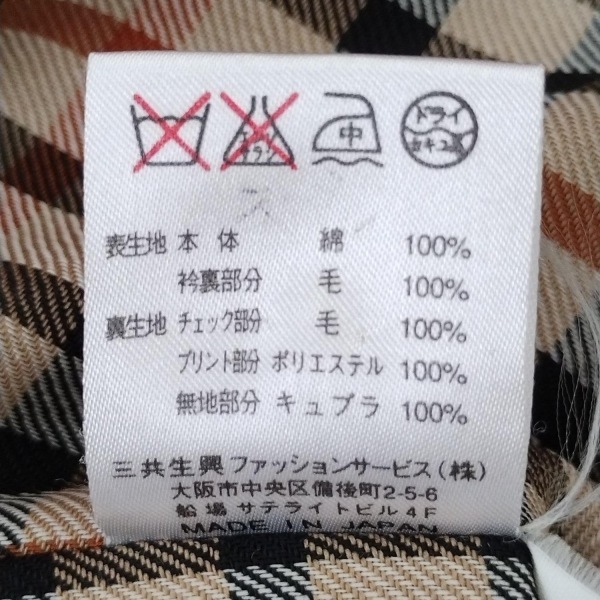 中 ドライ セキユ系
表生地 本体 綿 100%
衿裏部分 毛 100%
裏生地 チェック部分 毛 100%
プリント部分 ポリエステル 100%
無地部分 キュプラ 100%
三共生興ファッションサービス(株)
大阪市中央区備後町2-5-6
船場サテライトビル4F
MADE IN JAPAN